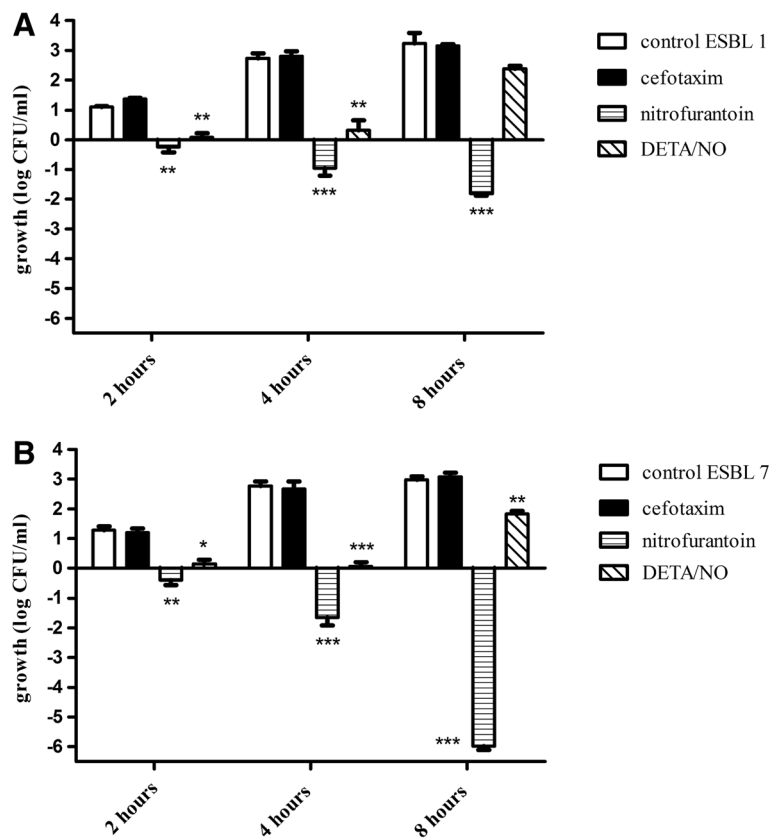 A
growth (log CFU/ml)
4
3
2
1
0
-1
-2
-3
-4
-5
-6
**
**
**
***
***
2 hours
4 hours
8 hours
control ESBL 1
cefotaxim
nitrofurantoin
DETA/NO
B
growth (log CFU/ml)
4
3
2
1
0
-1
-2
-3
-4
-5
-6
*
**
***
***
**
***
2 hours
4 hours
8 hours
control ESBL 7
cefotaxim
nitrofurantoin
DETA/NO